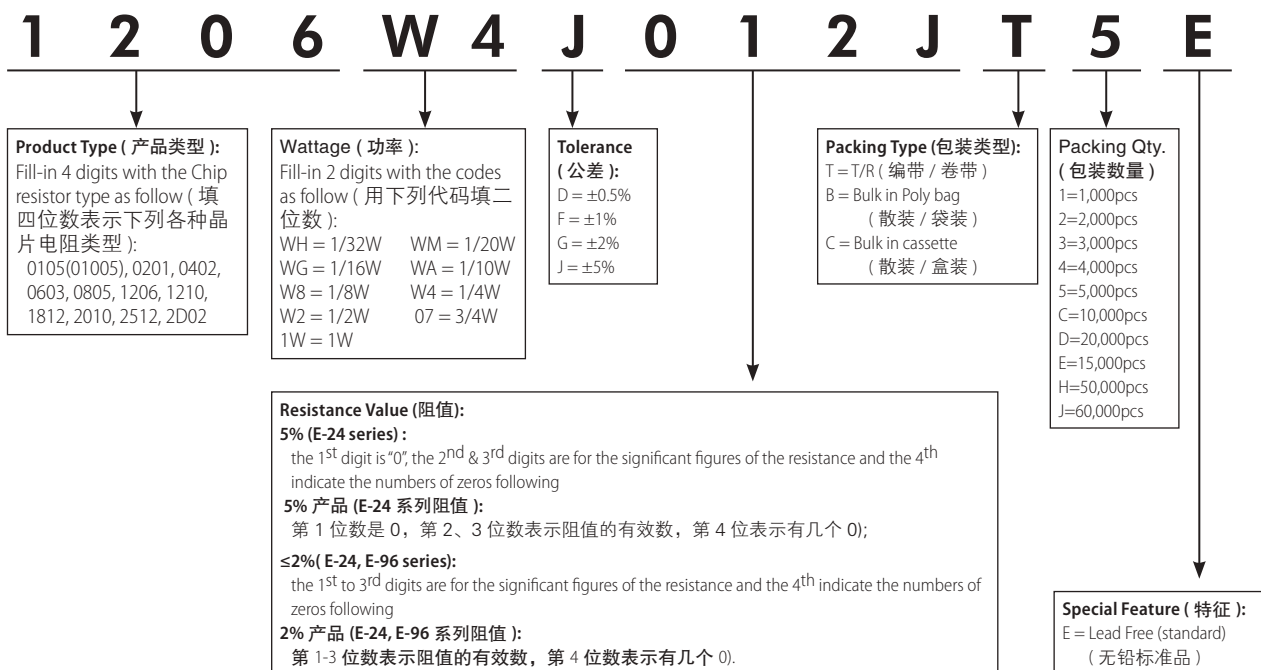 1 2 0 6 W 4 J 0 1 2 J T 5 E
Product Type ( 产品类型 ):
Fill-in 4 digits with the Chip
resistor type as follow ( 填
四位数表示下列各种晶
片电阻类型 ):
0105(01005), 0201, 0402,
0603, 0805, 1206, 1210,
1812, 2010, 2512, 2D02
Wattage ( 功率 ):
Fill-in 2 digits with the codes
as follow ( 用下列代码填二
位数 ):
WH = 1/32W WM = 1/20W
WG = 1/16W WA = 1/10W
W8 = 1/8W W4 = 1/4W
W2 = 1/2W 07 = 3/4W
1W = 1W
Tolerance
( 公差 ):
D = ±0.5%
F = ±1%
G = ±2%
J = ±5%
Packing Type (包装类型):
T = T/R ( 编带 / 卷带 )
B = Bulk in Poly bag
( 散装 / 袋装 )
C = Bulk in cassette
( 散装 / 盒装 )
Packing Qty.
( 包装数量 )
1=1,000pcs
2=2,000pcs
3=3,000pcs
4=4,000pcs
5=5,000pcs
C=10,000pcs
D=20,000pcs
E=15,000pcs
H=50,000pcs
J=60,000pcs
Resistance Value (阻值):
5% (E-24 series) :
the 1st digit is "0", the 2nd & 3rd digits are for the significant figures of the resistance and the 4th
indicate the numbers of zeros following
5% 产品 (E-24 系列阻值 ):
第 1 位数是 0，第 2、3 位数表示阻值的有效数，第 4 位表示有几个 0);
≤2%( E-24, E-96 series):
the 1st to 3rd digits are for the significant figures of the resistance and the 4th indicate the numbers of
zeros following
2% 产品 (E-24, E-96 系列阻值 ):
第 1-3 位数表示阻值的有效数，第 4 位数表示有几个 0).
Special Feature ( 特征 ):
E = Lead Free (standard)
( 无铅标准品 )